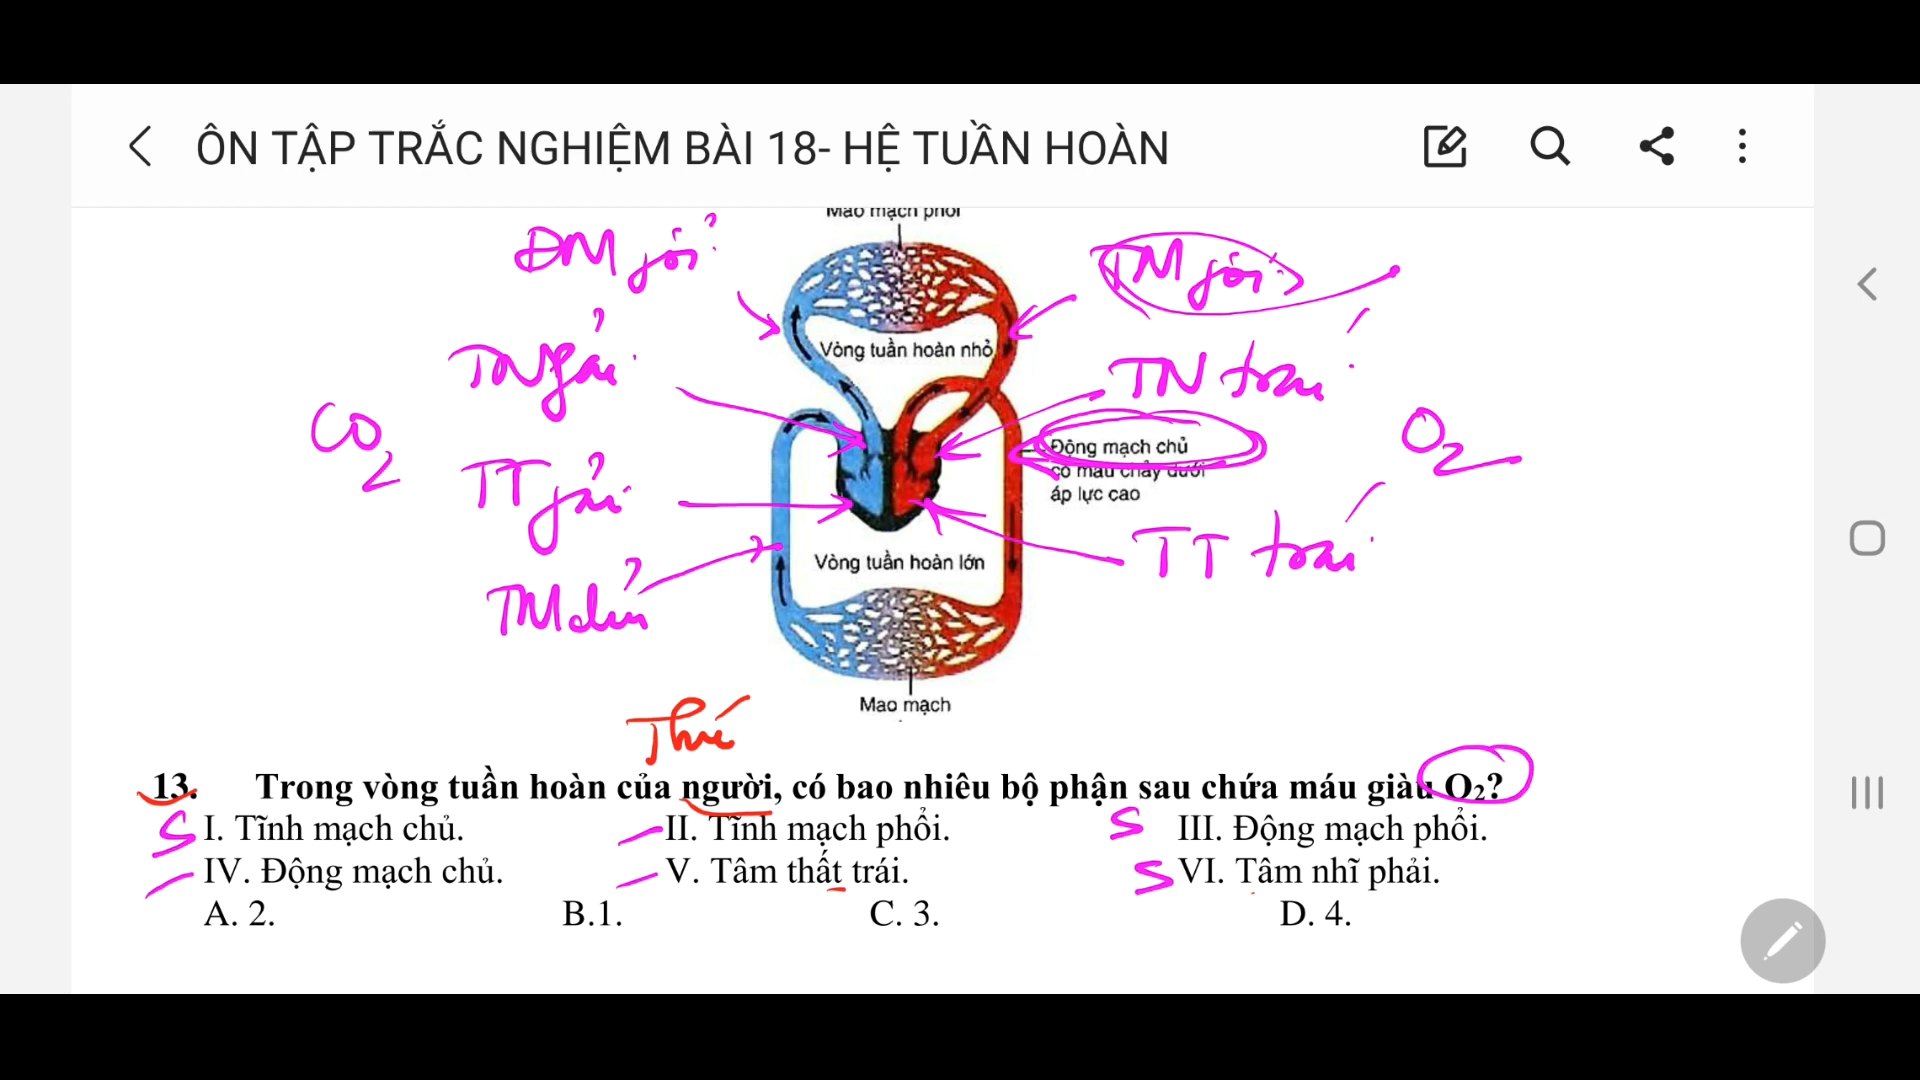 ÔN TẬP TRẮC NGHIỆM BÀI 18- HỆ TUẦN HOÀN
Mao mạch phổi
ĐM phổi
TM phổi
Vòng tuần hoàn nhỏ
TN phải
TN trái
CO2
O2
Động mạch chủ
có máu chảy dưới
áp lực cao
TT phải
TT trái
Vòng tuần hoàn lớn
TM chủ
Mao mạch
Thú
13. Trong vòng tuần hoàn của người, có bao nhiêu bộ phận sau chứa máu giàu O2?
S I. Tĩnh mạch chủ. II. Tĩnh mạch phổi. S III. Động mạch phổi.
IV. Động mạch chủ. V. Tâm thất trái. S VI. Tâm nhĩ phải.
A. 2. B.1. C. 3. D. 4.